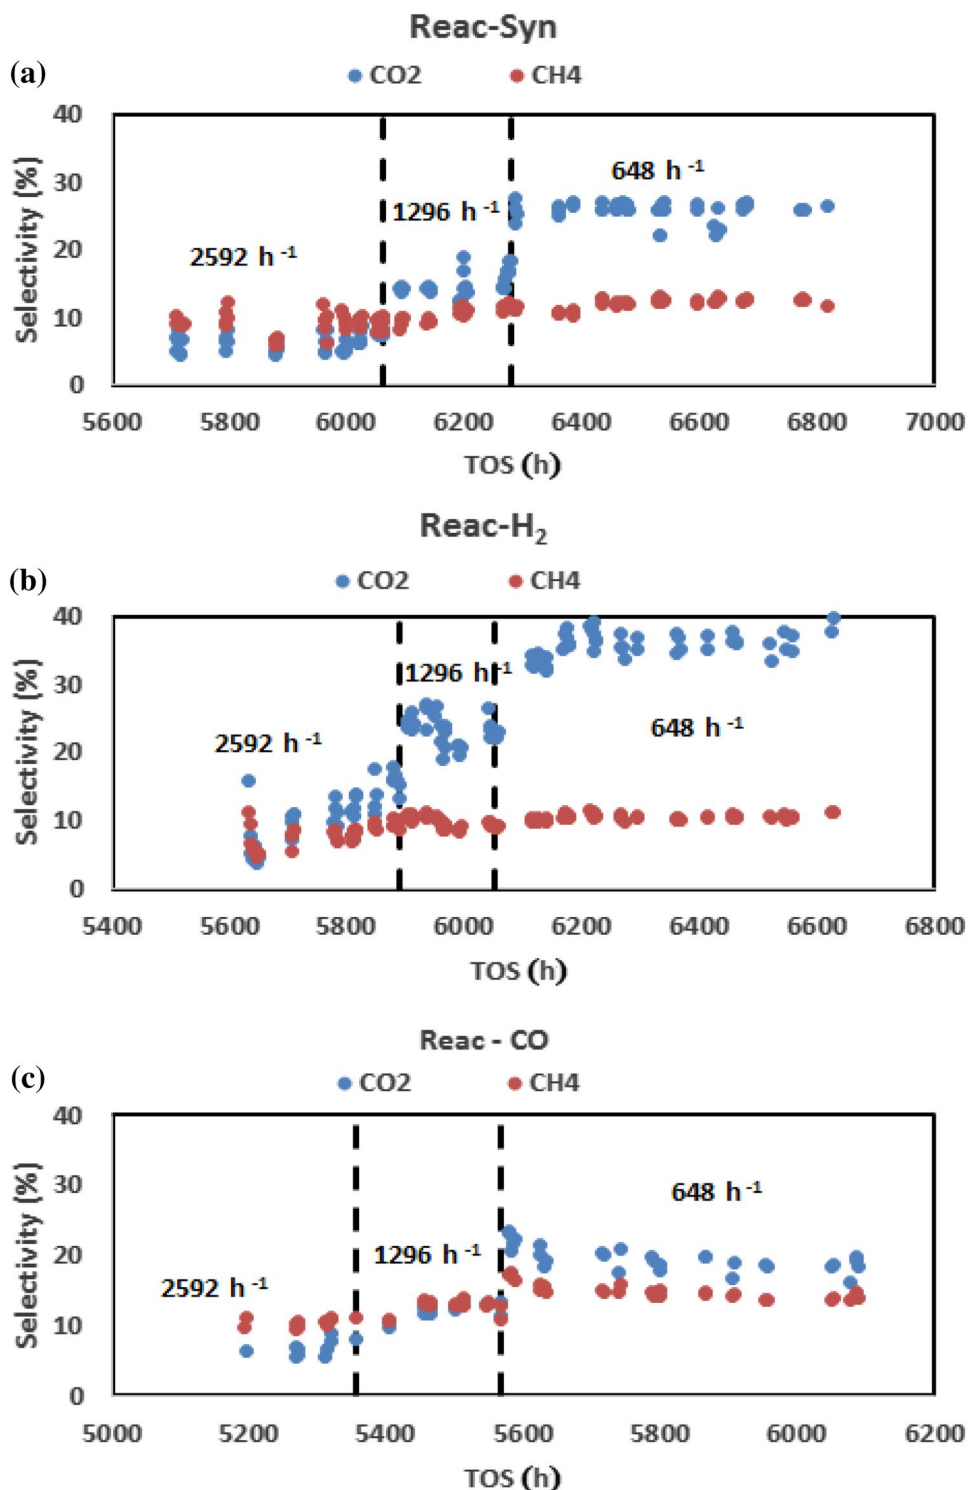 Reac-Syn
(a)
CO2 CH4
40
30
20
10
0
Selectivity (%)
2592 h⁻¹
1296 h⁻¹
648 h⁻¹
5600 5800 6000 6200 6400 6600 6800 7000
TOS (h)
Reac-H₂
(b)
CO2 CH4
40
30
20
10
0
Selectivity (%)
2592 h⁻¹
1296 h⁻¹
648 h⁻¹
5400 5600 5800 6000 6200 6400 6600 6800
TOS (h)
Reac - CO
(c)
CO2 CH4
40
30
20
10
0
Selectivity (%)
2592 h⁻¹
1296 h⁻¹
648 h⁻¹
5000 5200 5400 5600 5800 6000 6200
TOS (h)